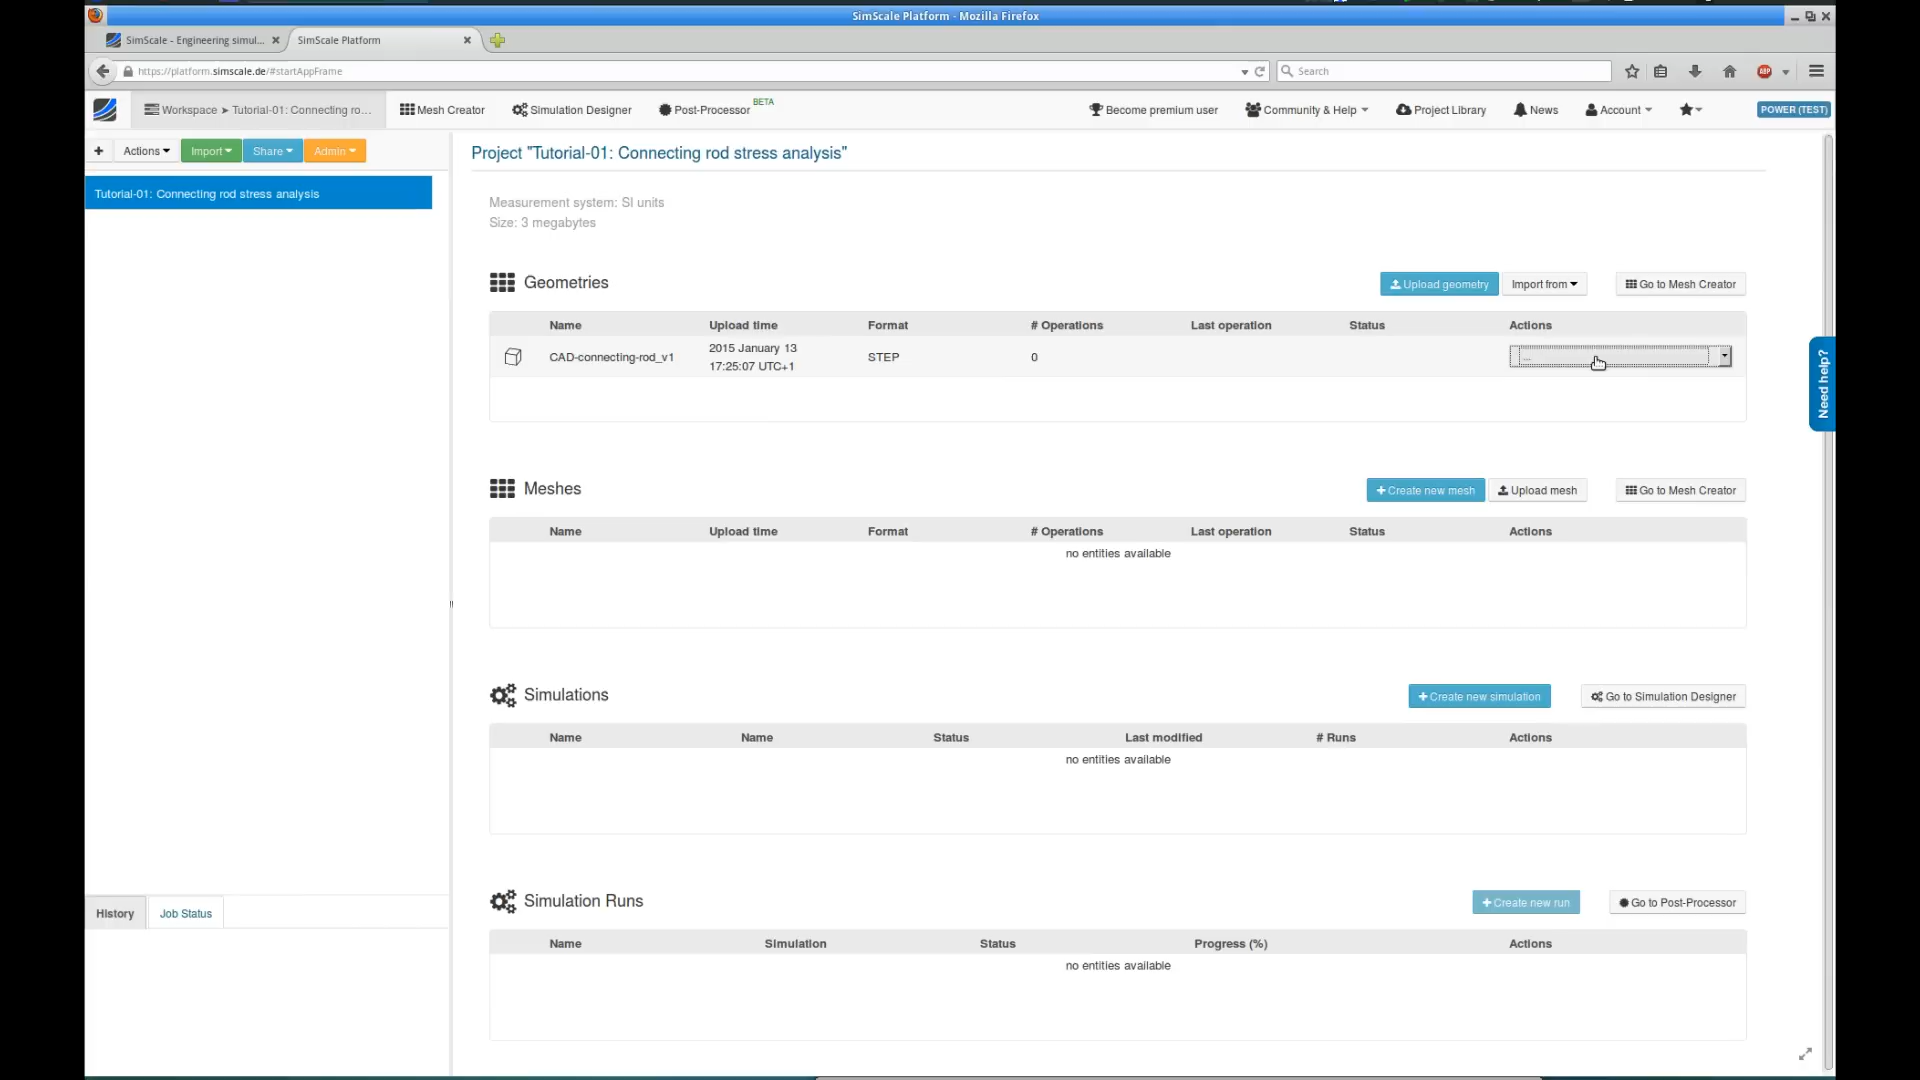 SimScale Platform - Mozilla Firefox
SimScale - Engineering simul...
SimScale Platform
https://platform.simscale.de/#startAppFrame
Search
ABP
Workspace ➤ Tutorial-01: Connecting ro...
Mesh Creator
Simulation Designer
Post-Processor BETA
Become premium user
Community & Help
Project Library
News
Account
POWER (TEST)
+ Actions Import Share Admin
Tutorial-01: Connecting rod stress analysis
Project "Tutorial-01: Connecting rod stress analysis"
Measurement system: SI units
Size: 3 megabytes
Geometries
Upload geometry Import from Go to Mesh Creator
Name Upload time Format # Operations Last operation Status Actions
CAD-connecting-rod_v1 2015 January 13 17:25:07 UTC+1 STEP 0 ...
Need help?
Meshes
+ Create new mesh Upload mesh Go to Mesh Creator
Name Upload time Format # Operations Last operation Status Actions
no entities available
Simulations
+ Create new simulation Go to Simulation Designer
Name Name Status Last modified # Runs Actions
no entities available
Simulation Runs
+ Create new run Go to Post-Processor
Name Simulation Status Progress (%) Actions
no entities available
History Job Status